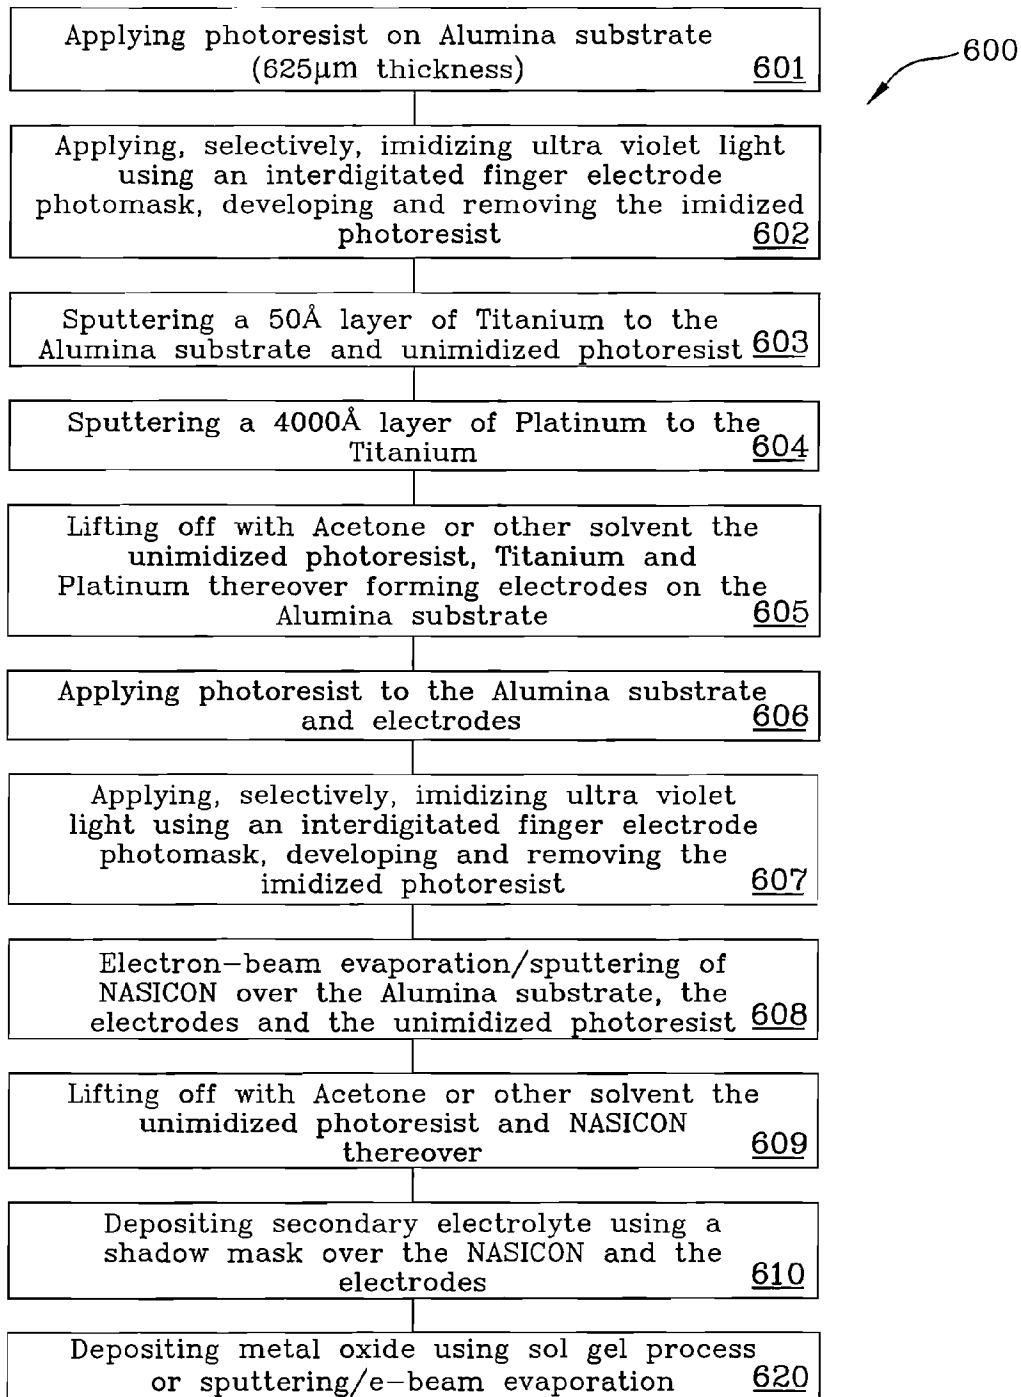 Applying photoresist on Alumina substrate
(625μm thickness) 601
600
Applying, selectively, imidizing ultra violet light
using an interdigitated finger electrode
photomask, developing and removing the imidized
photoresist 602
Sputtering a 50Å layer of Titanium to the
Alumina substrate and unimidized photoresist 603
Sputtering a 4000Å layer of Platinum to the
Titanium 604
Lifting off with Acetone or other solvent the
unimidized photoresist, Titanium and
Platinum thereover forming electrodes on the
Alumina substrate 605
Applying photoresist to the Alumina substrate
and electrodes 606
Applying, selectively, imidizing ultra violet
light using an interdigitated finger electrode
photomask, developing and removing the
imidized photoresist 607
Electron-beam evaporation/sputtering of
NASICON over the Alumina substrate, the
electrodes and the unimidized photoresist 608
Lifting off with Acetone or other solvent the
unimidized photoresist and NASICON
thereover 609
Depositing secondary electrolyte using a
shadow mask over the NASICON and the
electrodes 610
Depositing metal oxide using sol gel process
or sputtering/e-beam evaporation 620